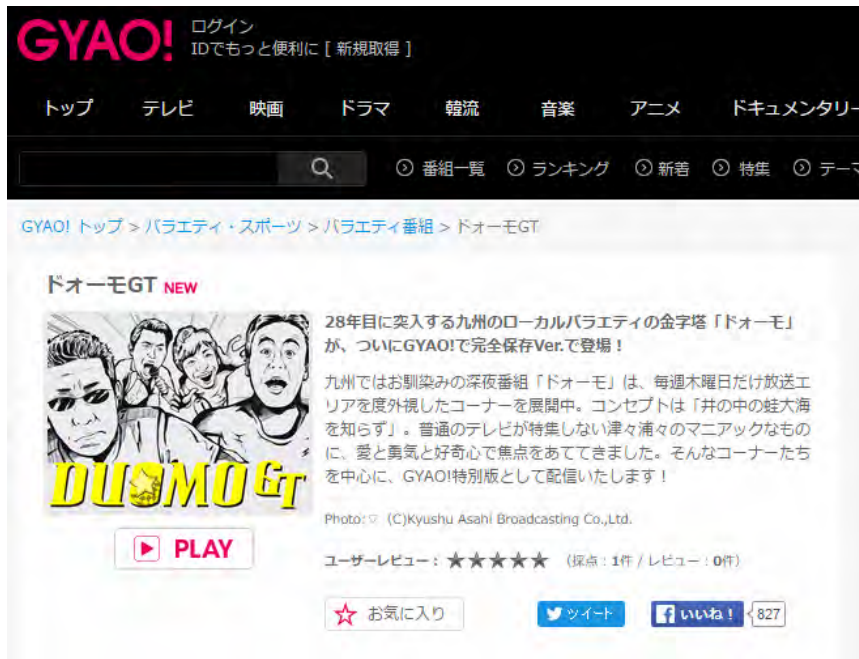 GYAO!
ログイン
IDでもっと便利に [ 新規取得 ]
トップ テレビ 映画 ドラマ 韓流 音楽 アニメ ドキュメンタリー
番組一覧 ランキング 新着 特集 テーマ
GYAO! トップ > バラエティ・スポーツ > バラエティ番組 > ドォーモGT
ドォーモGT NEW
28年目に突入する九州のローカルバラエティの金字塔「ドォーモ」
が、ついにGYAO!で完全保存Ver.で登場！
九州ではお馴染みの深夜番組「ドォーモ」は、毎週木曜日だけ放送エ
リアを度外視したコーナーを展開中。コンセプトは「井の中の蛙大海
を知らず」。普通のテレビが特集しない津々浦々のマニアックなもの
に、愛と勇気と好奇心で焦点をあててきました。そんなコーナーたち
を中心に、GYAO!特別版として配信いたします！
DUOMO GT
PLAY
Photo:▽ (C)Kyushu Asahi Broadcasting Co.,Ltd.
ユーザーレビュー：★★★★★ （採点：1件 / レビュー：0件）
お気に入り ツイート いいね！ 827